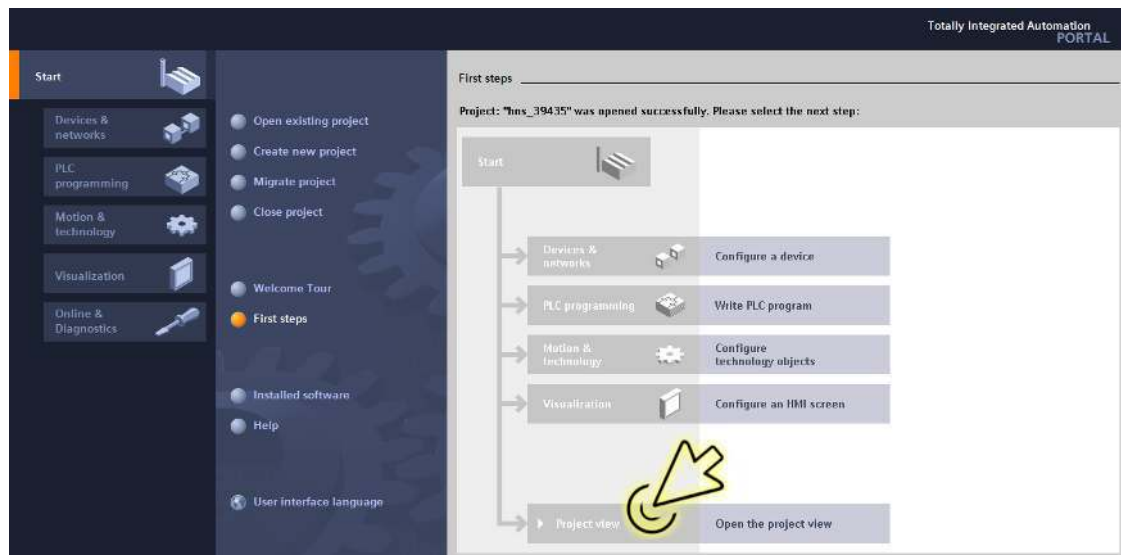 Totally Integrated Automation
PORTAL
Start
Devices &
networks
PLC
programming
Motion &
technology
Visualization
Online &
Diagnostics
Open existing project
Create new project
Migrate project
Close project
Welcome Tour
First steps
Installed software
Help
User interface language
First steps
Project: "hns_39435" was opened successfully. Please select the next step:
Start
Devices &
networks
Configure a device
PLC programming
Write PLC program
Motion &
technology
Configure
technology objects
Visualization
Configure an HMI screen
Project view
Open the project view